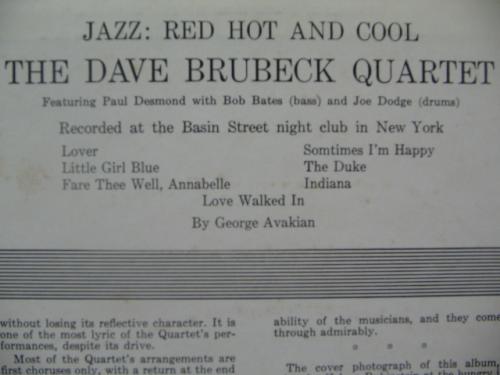 JAZZ: RED HOT AND COOL
THE DAVE BRUBECK QUARTET
Featuring Paul Desmond with Bob Bates (bass) and Joe Dodge (drums)
Recorded at the Basin Street night club in New York
Lover
Little Girl Blue
Fare Thee Well, Annabelle
Somtimes I'm Happy
The Duke
Indiana
Love Walked In
By George Avakian
without losing its reflective character. It is
one of the most lyric of the Quartet's per-
formances, despite its drive.
Most of the Quartet's arrangements are
first choruses only, with a return at the end
ability of the musicians, and they come
through admirably.
* * *
The cover photograph of this album,
at the hungry